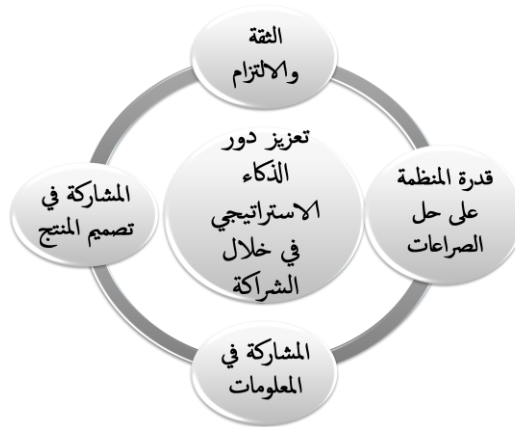 الثقة
والالتزام
تعزيز دور
الذكاء
الاستراتيجي
في خلال
الشراكة
قدرة المنظمة
على حل
الصراعات
المشاركة في
تصميم المنتج
المشاركة في
المعلومات